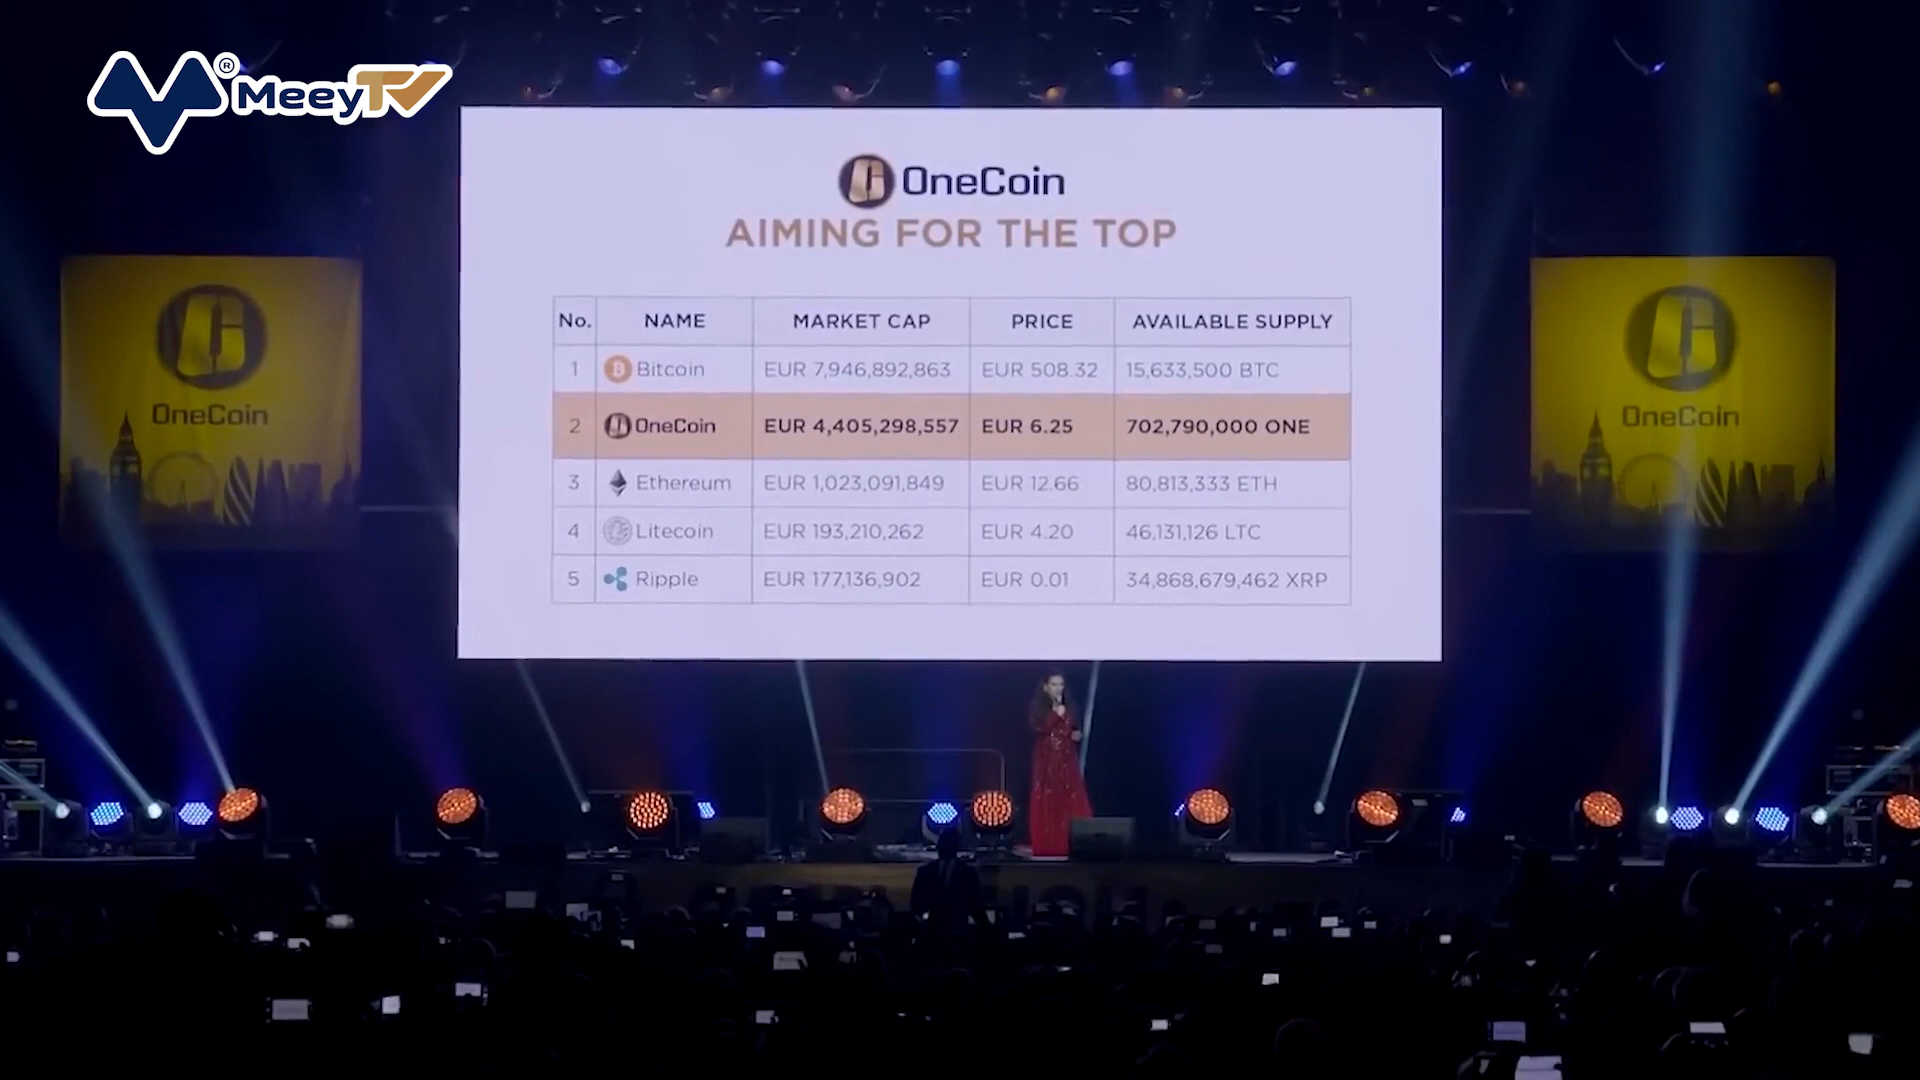 MeeyTV
®
OneCoin
AIMING FOR THE TOP
No. NAME MARKET CAP PRICE AVAILABLE SUPPLY
1 Bitcoin EUR 7,946,892,863 EUR 508.32 15,633,500 BTC
2 OneCoin EUR 4,405,298,557 EUR 6.25 702,790,000 ONE
3 Ethereum EUR 1,023,091,849 EUR 12.66 80,813,333 ETH
4 Litecoin EUR 193,210,262 EUR 4.20 46,131,126 LTC
5 Ripple EUR 177,136,902 EUR 0.01 34,868,679,462 XRP
OneCoin
OneCoin